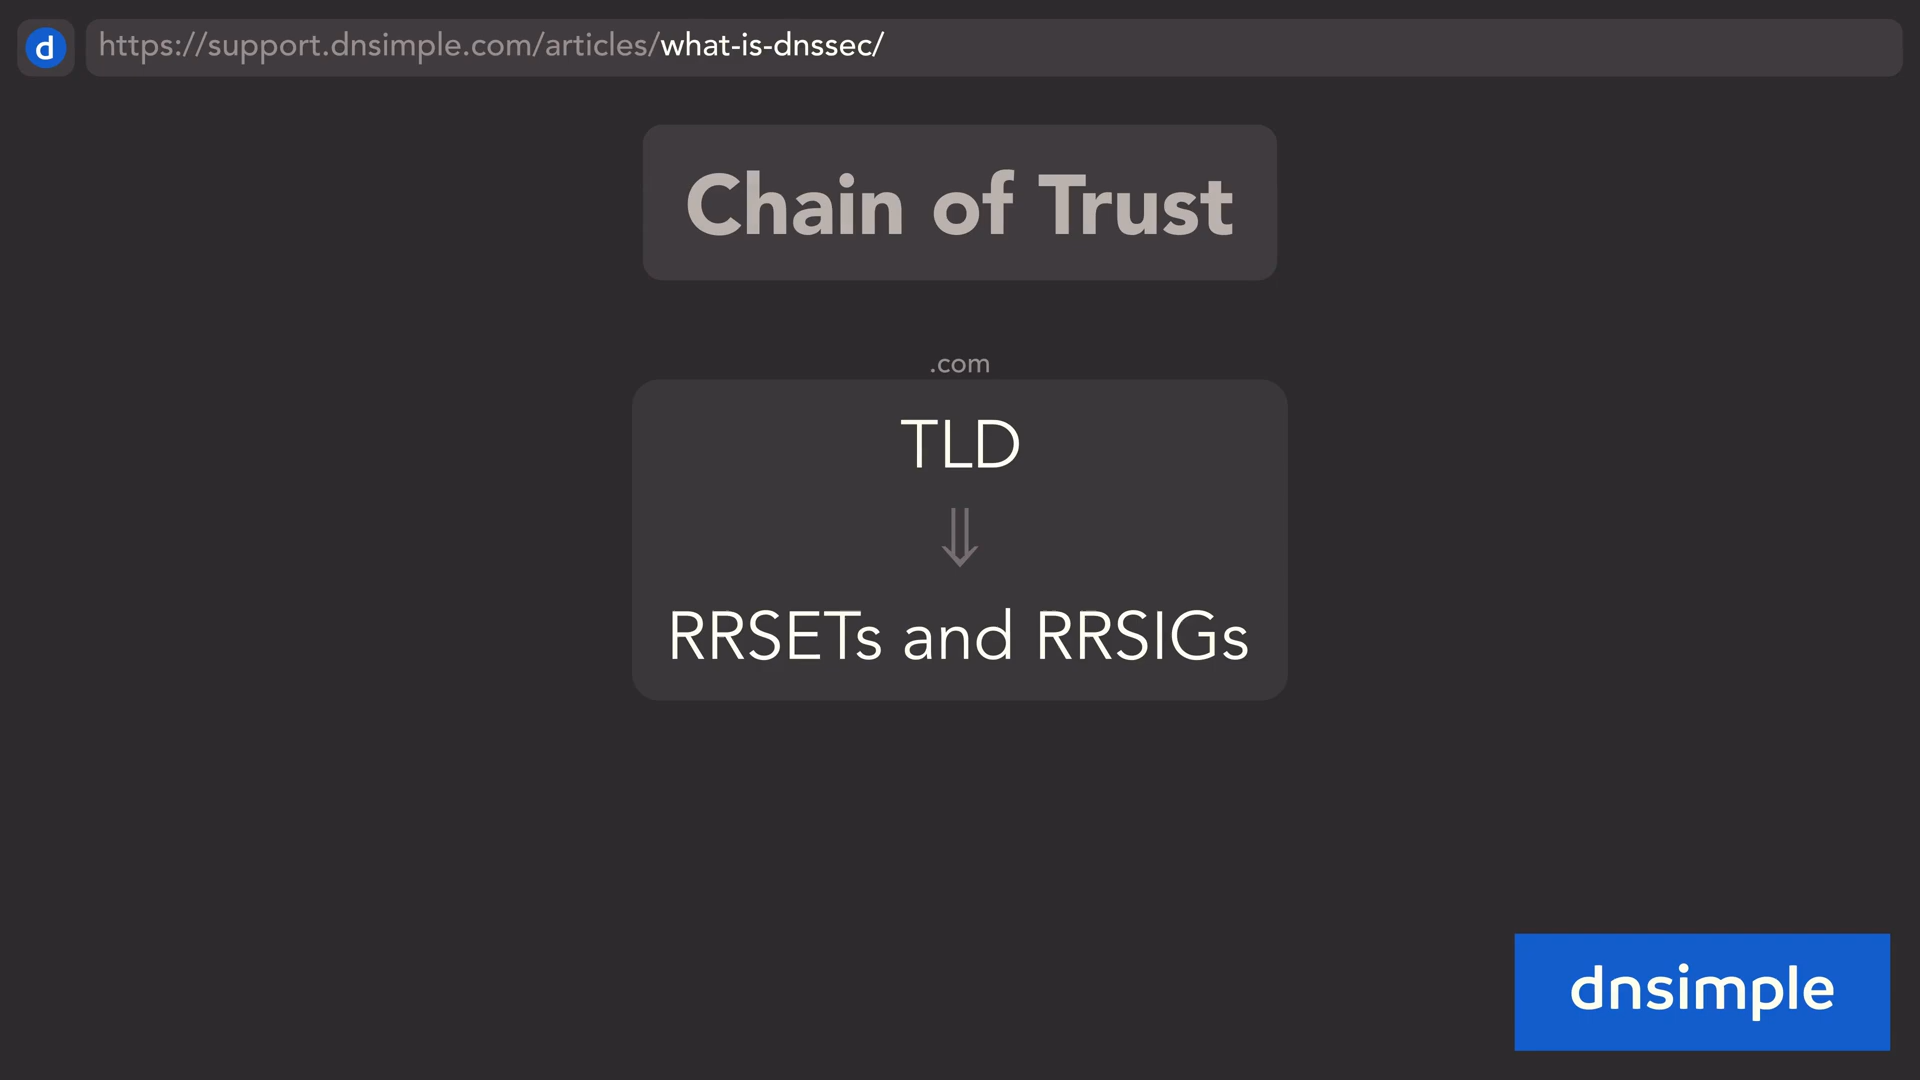 d
https://support.dnsimple.com/articles/what-is-dnssec/
Chain of Trust
.com
TLD
⇓
RRSETs and RRSIGs
dnsimple